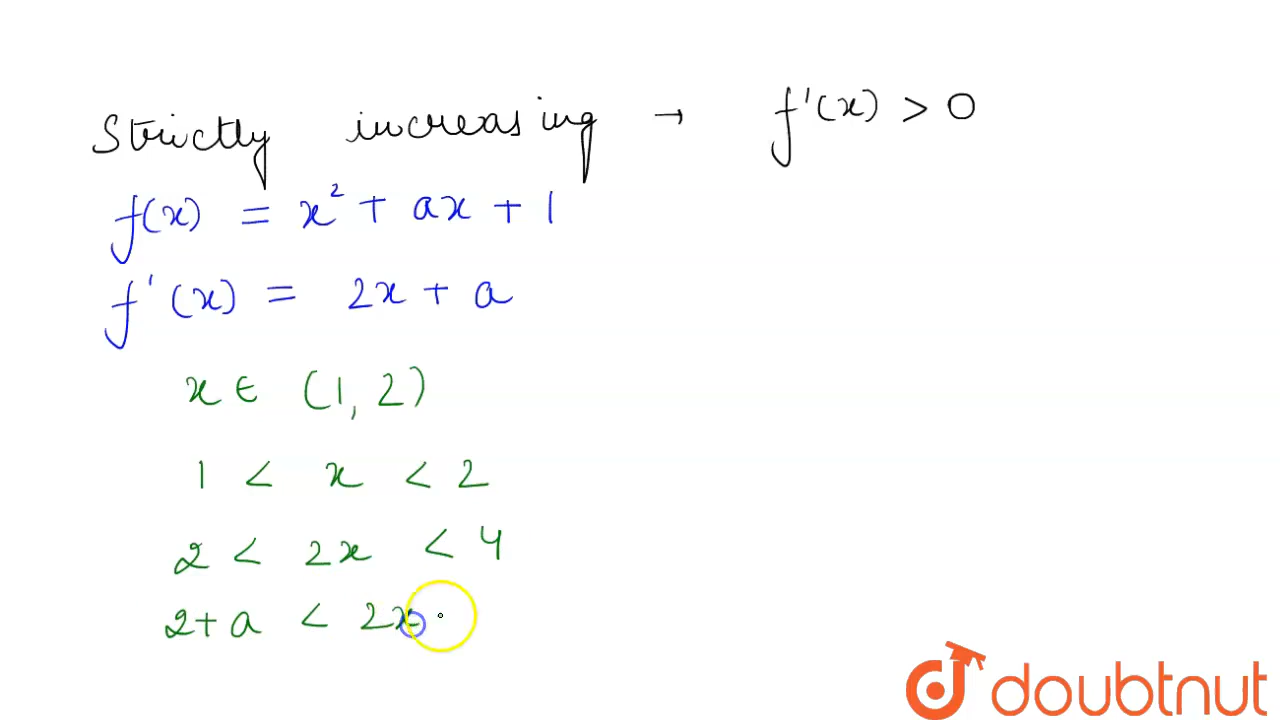 Strictly increasing → f'(x) > 0
f(x) = x² + ax + 1
f'(x) = 2x + a
x ∈ (1, 2)
1 < x < 2
2 < 2x < 4
2+a < 2x
doubtnut